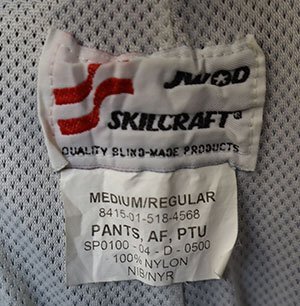 JWOD
SKILCRAFT®
QUALITY BLIND-MADE PRODUCTS
MEDIUM/REGULAR
8415-01-518-4568
PANTS, AF, PTU
SP0100 - 04 - D - 0500
100% NYLON
NIB/NYR